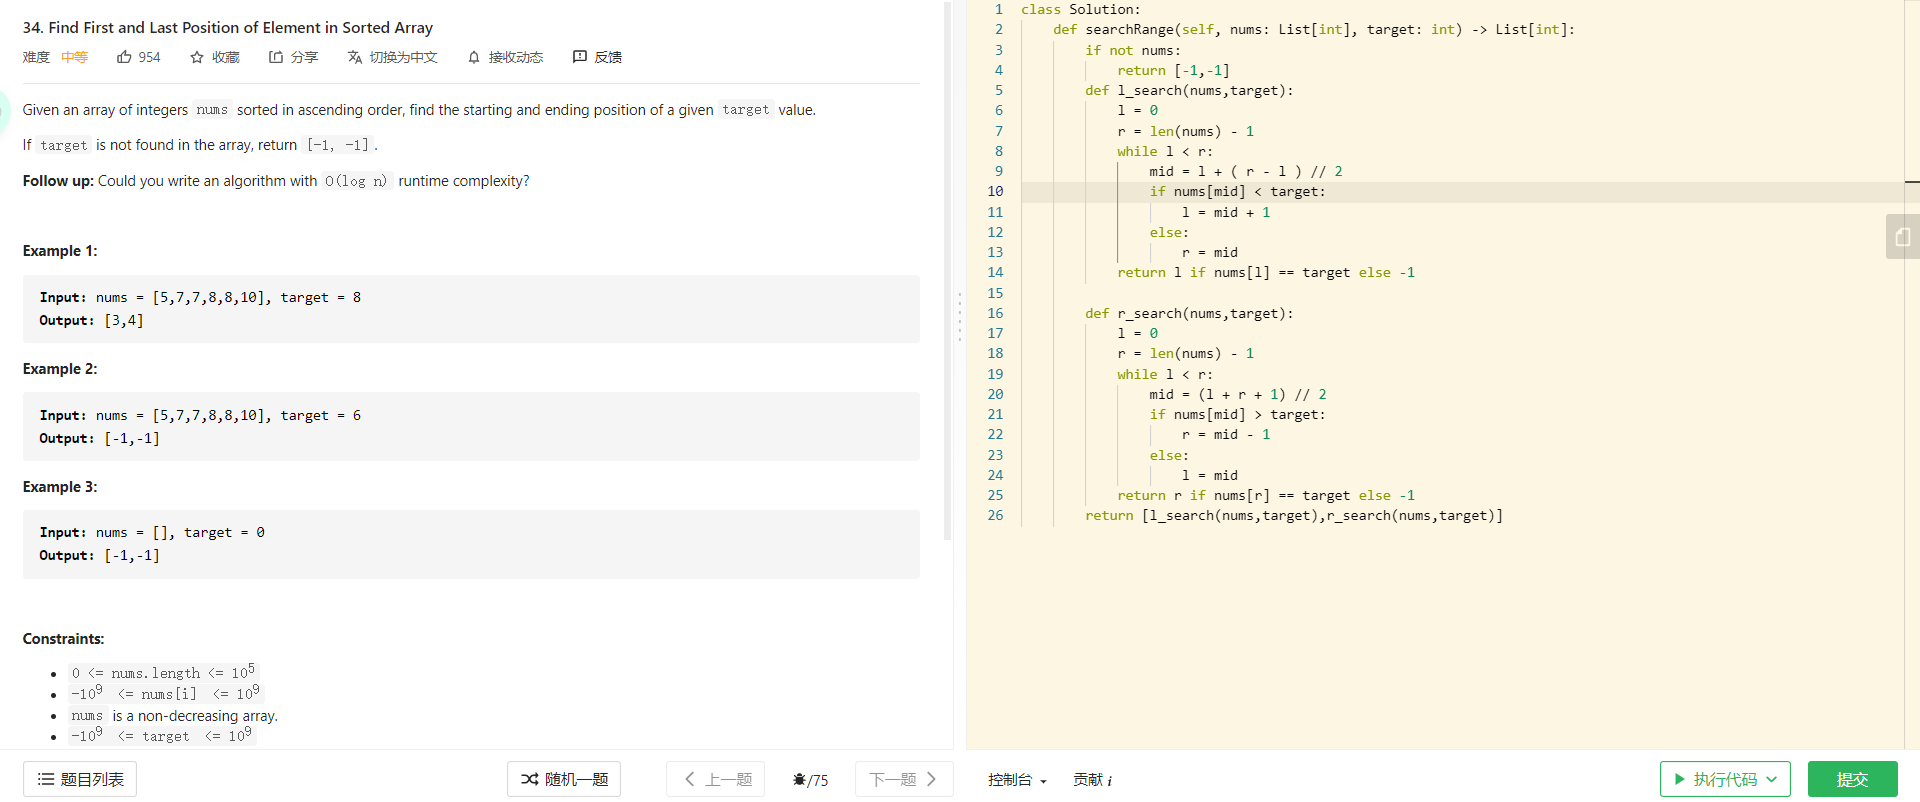 34. Find First and Last Position of Element in Sorted Array
难度 中等 954 收藏 分享 切换为中文 接收动态 反馈
Given an array of integers nums sorted in ascending order, find the starting and ending position of a given target value.
If target is not found in the array, return [-1, -1].
Follow up: Could you write an algorithm with O(log n) runtime complexity?
Example 1:
Input: nums = [5,7,7,8,8,10], target = 8
Output: [3,4]
Example 2:
Input: nums = [5,7,7,8,8,10], target = 6
Output: [-1,-1]
Example 3:
Input: nums = [], target = 0
Output: [-1,-1]
Constraints:
0 <= nums.length <= 10⁵
-10⁹ <= nums[i] <= 10⁹
nums is a non-decreasing array.
-10⁹ <= target <= 10⁹
题目列表 随机一题 上一题 /75 下一题
1 class Solution:
2     def searchRange(self, nums: List[int], target: int) -> List[int]:
3         if not nums:
4             return [-1,-1]
5         def l_search(nums,target):
6             l = 0
7             r = len(nums) - 1
8             while l < r:
9                 mid = l + ( r - l ) // 2
10                 if nums[mid] < target:
11                     l = mid + 1
12                 else:
13                     r = mid
14             return l if nums[l] == target else -1
15
16         def r_search(nums,target):
17             l = 0
18             r = len(nums) - 1
19             while l < r:
20                 mid = (l + r + 1) // 2
21                 if nums[mid] > target:
22                     r = mid - 1
23                 else:
24                     l = mid
25             return r if nums[r] == target else -1
26         return [l_search(nums,target),r_search(nums,target)]
控制台 贡献 i 执行代码 提交